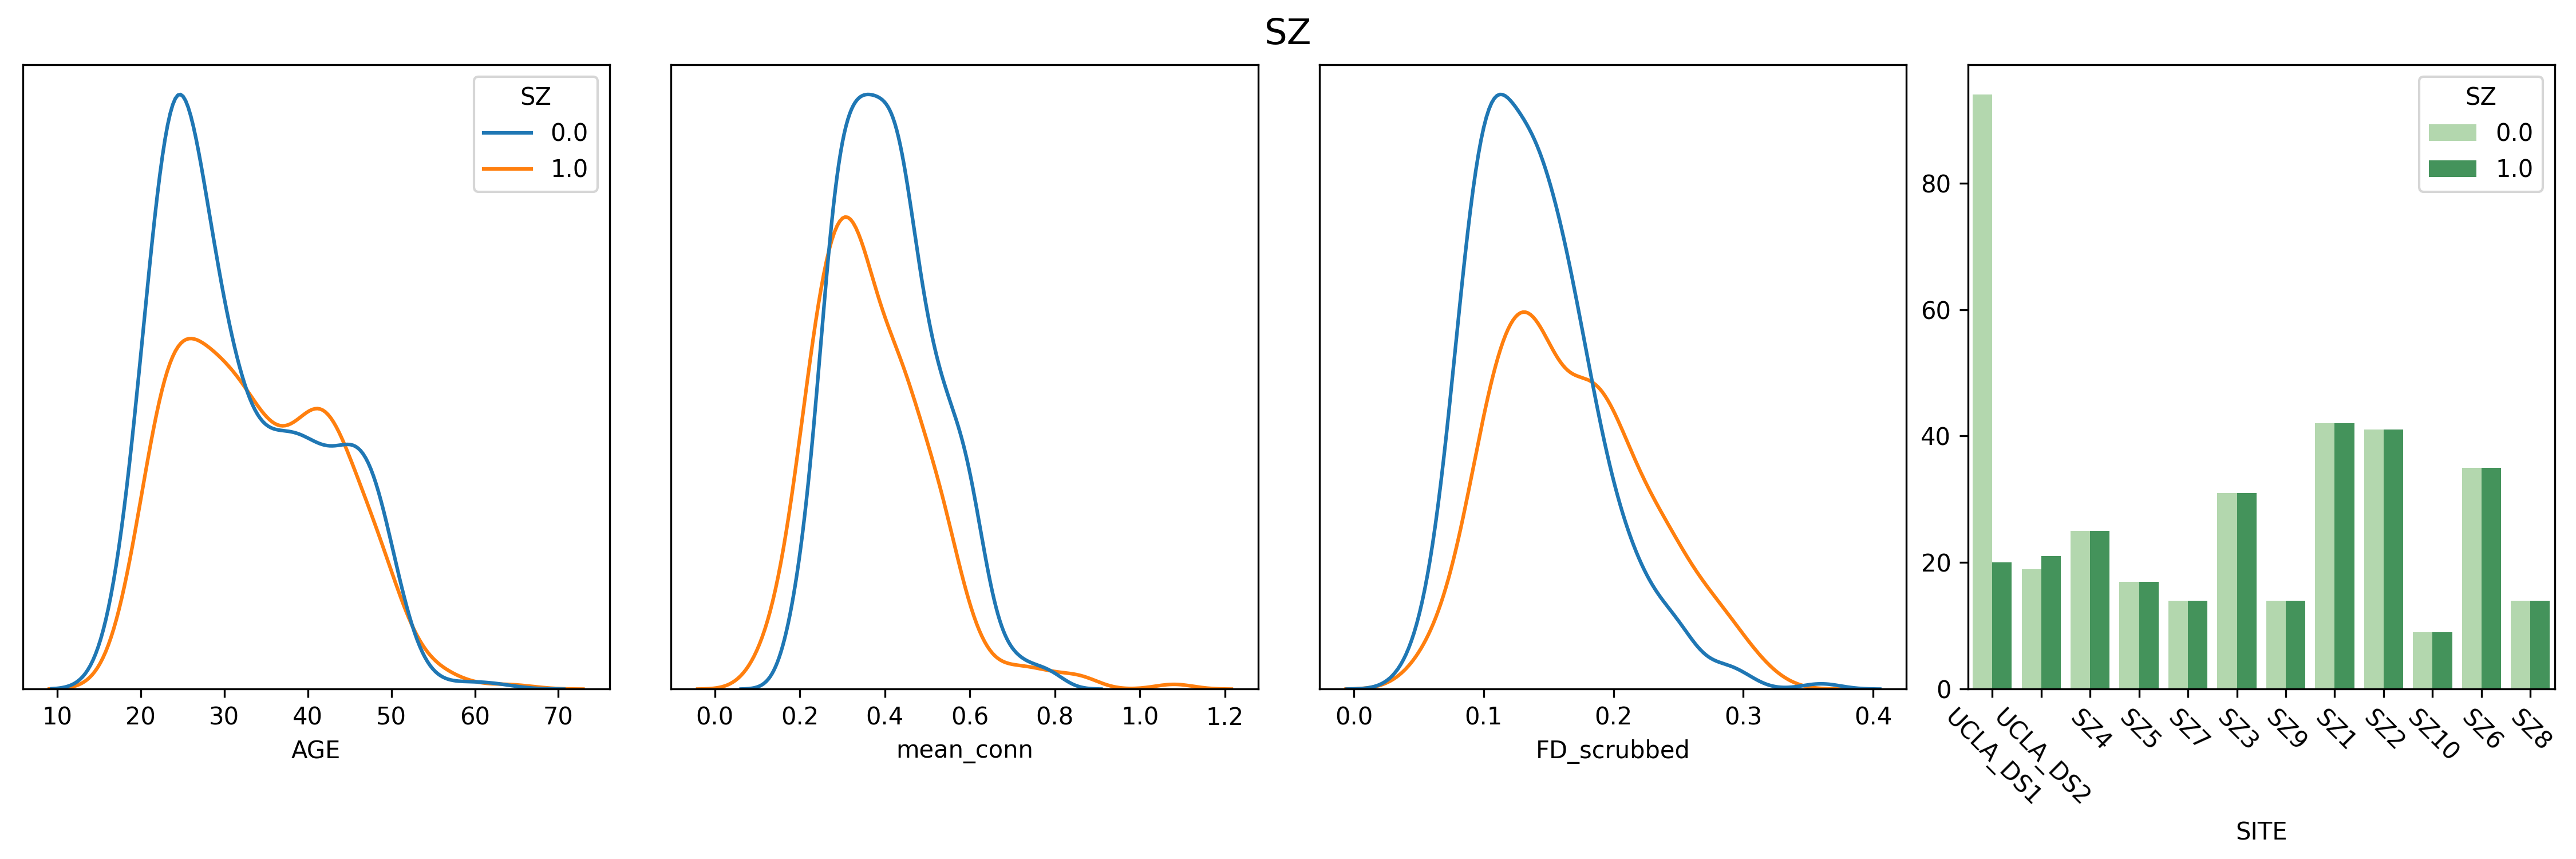 SZ
SZ
0.0
1.0
10 20 30 40 50 60 70
AGE
0.0 0.2 0.4 0.6 0.8 1.0 1.2
mean_conn
0.0 0.1 0.2 0.3 0.4
FD_scrubbed
SZ
0.0
1.0
80
60
40
20
0
UCLA_DS1 UCLA_DS2 SZ4 SZ5 SZ7 SZ3 SZ9 SZ1 SZ2 SZ10 SZ6 SZ8
SITE